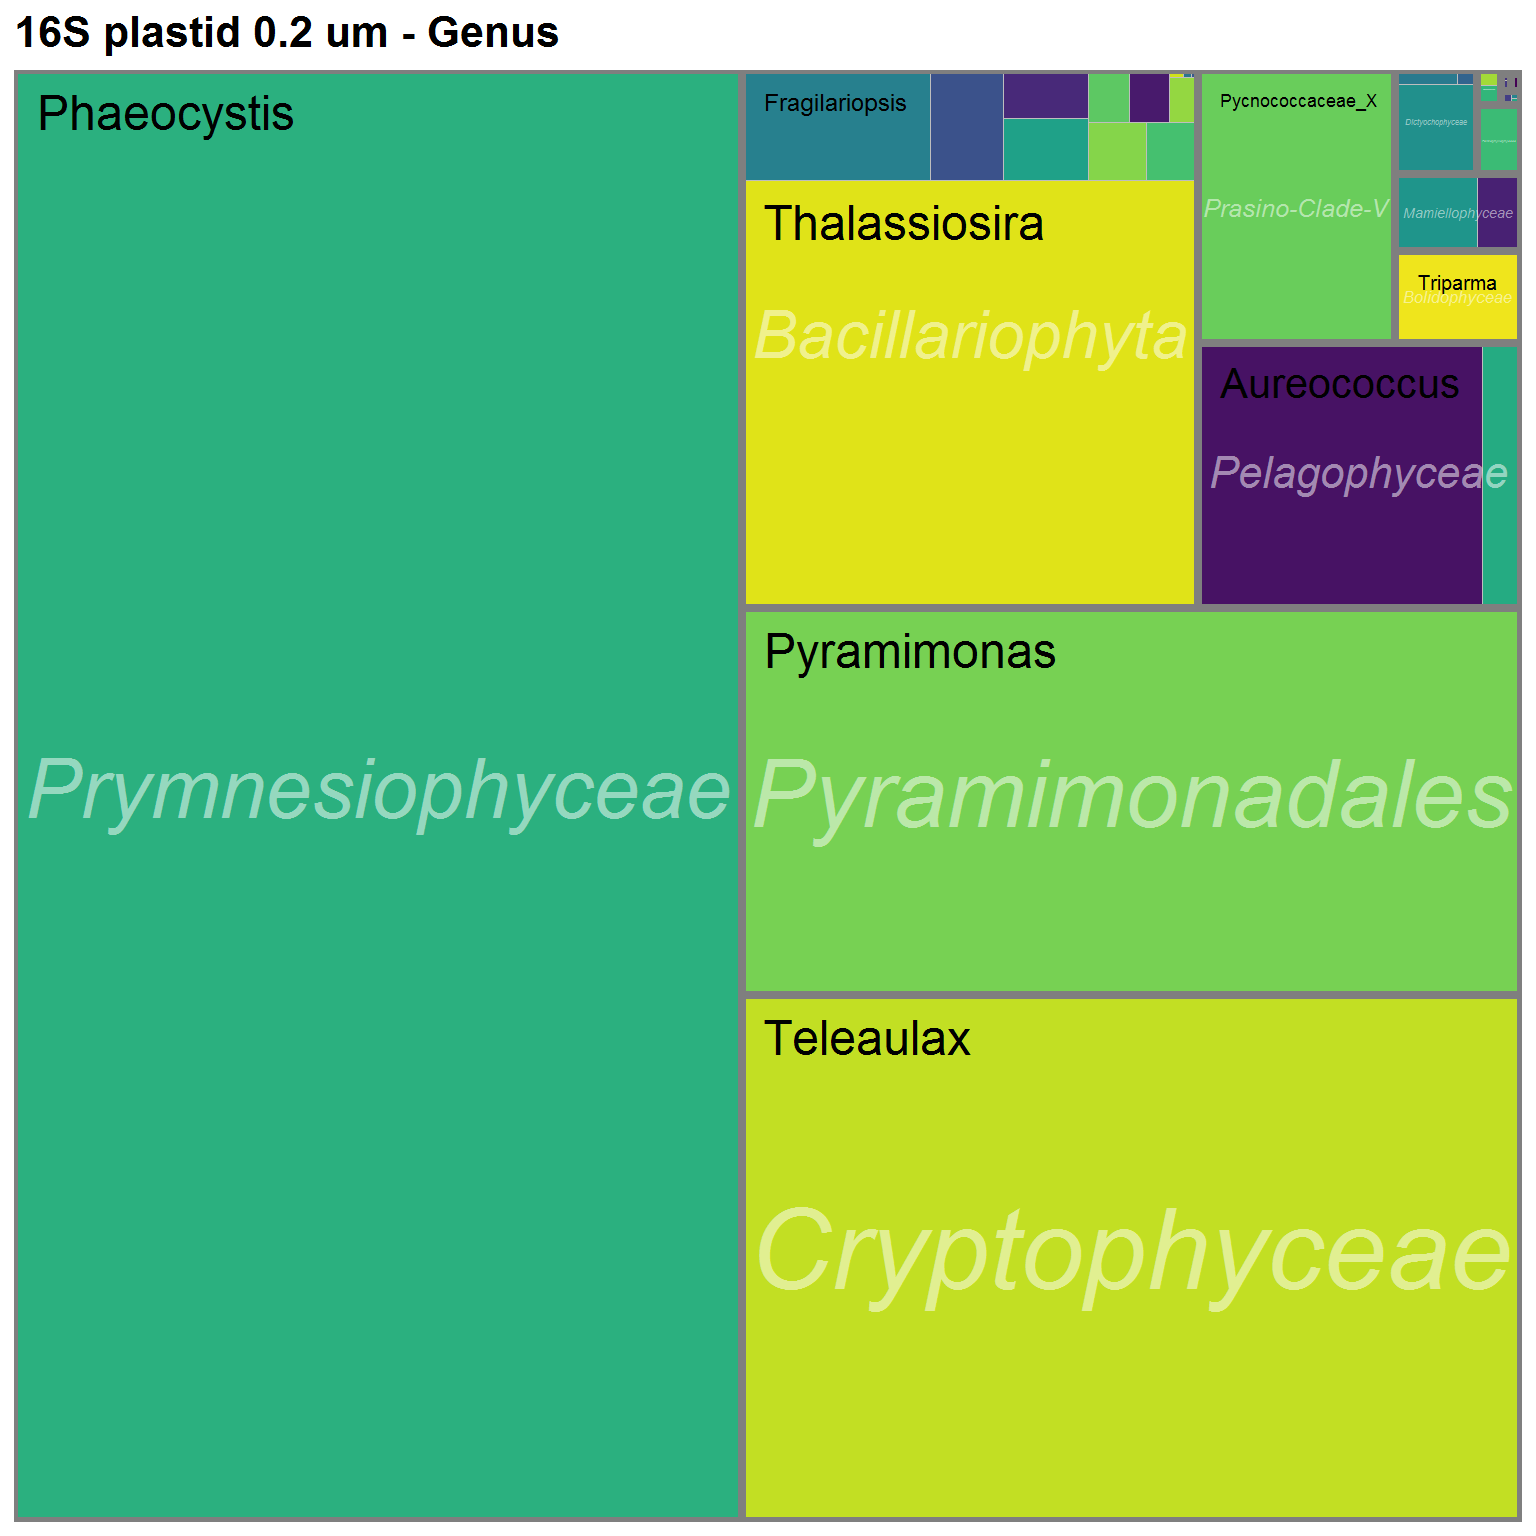 16S plastid 0.2 um - Genus
Phaeocystis
Prymnesiophyceae
Fragilariopsis
Thalassiosira
Bacillariophyta
Pycnococcaceae_X
Prasino-Clade-V
Dictyochophyceae
Mamiellophyceae
Triparma
Bolidophyceae
Aureococcus
Pelagophyceae
Pyramimonas
Pyramimonadales
Teleaulax
Cryptophyceae